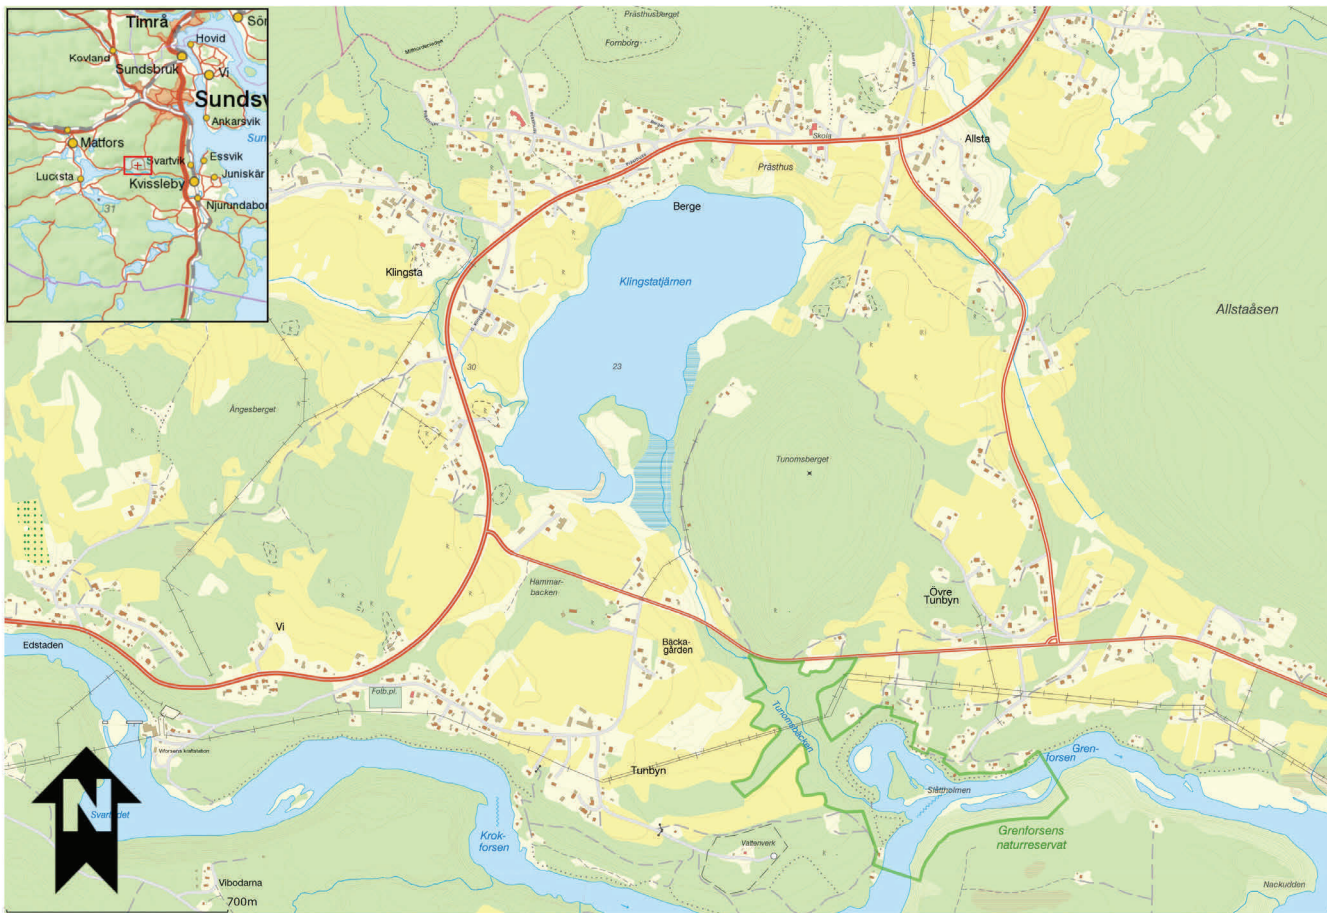 Timrå
Sör
Hovid
Kovland
Sundsbruk
Vi
Sundsv
Ankarsvik
Sun
Matfors
Svartvik
Essvik
Lucksta
Juniskär
Kvissleby
31
Njurundabo
Prästhusberget
Fornborg
Skola
Allsta
Prästhus
Berge
Klingsta
Klingstatjärnen
Allstaåsen
30
23
Ångesberget
Tunomsberget
Hammar-
backen
Övre
Tunbyn
Vi
Bäcka-
gården
Edstaden
Fotb.pl.
Tunomsbäcken
Viforsens kraftstation
Tunbyn
Gren-
forsen
Slåttholmen
N
Krok-
forsen
Grenforsens
naturreservat
Vattenverk
Vibodarna
Nackudden
700m